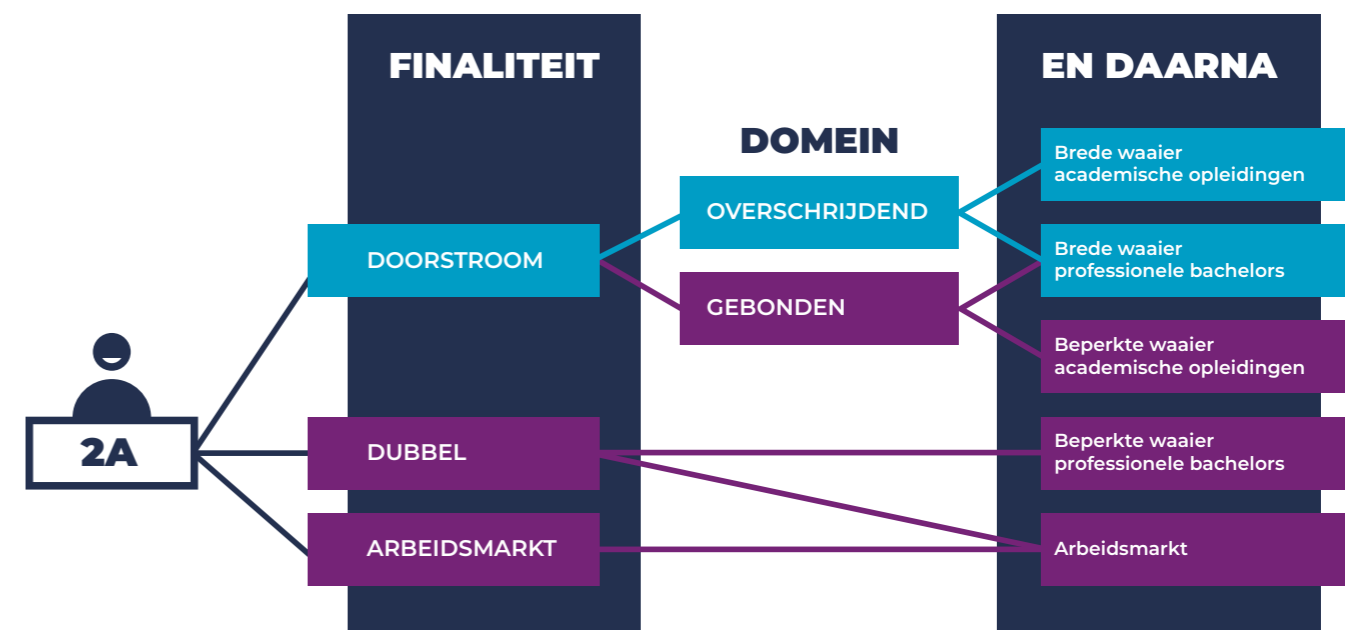 FINALITEIT
EN DAARNA
DOMEIN
Brede waaier
academische opleidingen
OVERSCHRIJDEND
DOORSTROOM
Brede waaier
professionele bachelors
GEBONDEN
Beperkte waaier
academische opleidingen
2A
DUBBEL
Beperkte waaier
professionele bachelors
ARBEIDSMARKT
Arbeidsmarkt